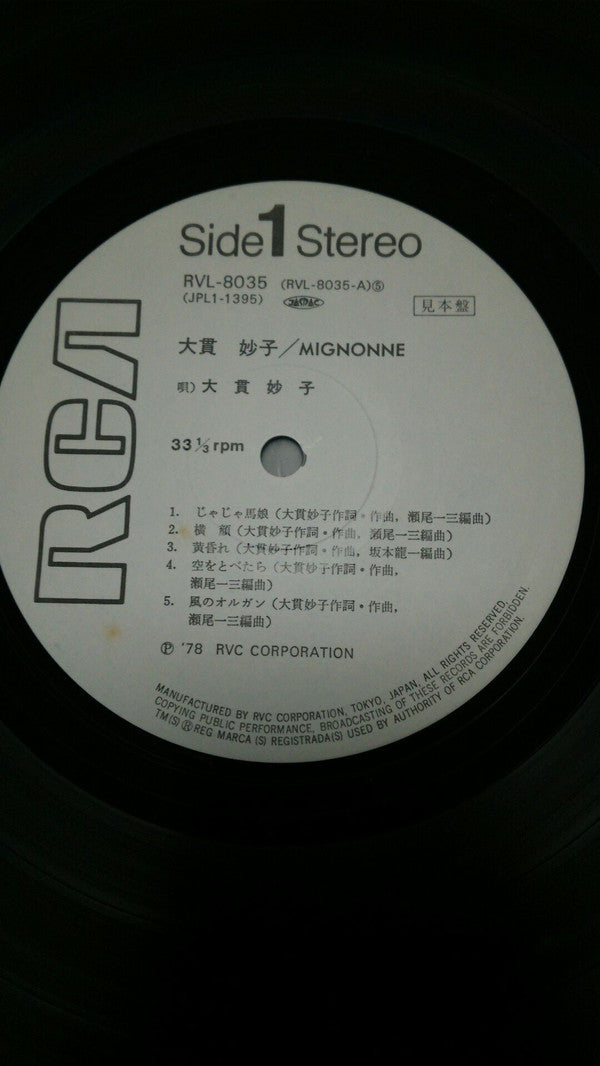 Side 1 Stereo
RVL-8035 (RVL-8035-A)⑤
(JPL1-1395) JASRAC
見本盤
大貫 妙子／MIGNONNE
唄）大貫妙子
33 1/3 rpm
RCA
1. じゃじゃ馬娘（大貫妙子作詞・作曲，瀬尾一三編曲）
2. 横 顔（大貫妙子作詞・作曲，瀬尾一三編曲）
3. 黄昏れ（大貫妙子作詞・作曲，坂本龍一編曲）
4. 空をとべたら（大貫妙子作詞・作曲，
瀬尾一三編曲）
5. 風のオルガン（大貫妙子作詞・作曲，
瀬尾一三編曲）
Ⓟ '78 RVC CORPORATION
MANUFACTURED BY RVC CORPORATION, TOKYO, JAPAN, ALL RIGHTS RESERVED,
COPYING PUBLIC PERFORMANCE, BROADCASTING OF THESE RECORDS ARE FORBIDDEN.
TM(S) ® REG MARCA (S) REGISTRADA(S) USED BY AUTHORITY OF RCA CORPORATION.